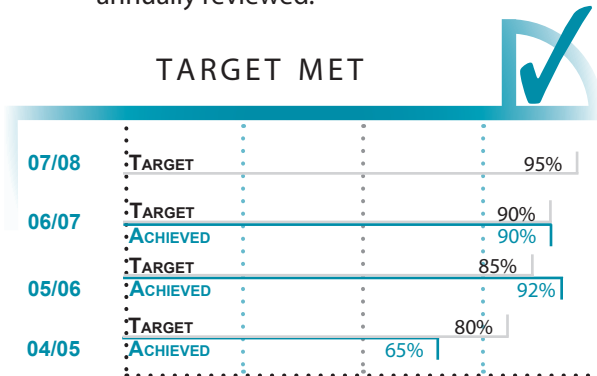 annually reviewed.
TARGET MET
07/08 TARGET 95%
06/07 TARGET 90%
ACHIEVED 90%
TARGET 85%
05/06 ACHIEVED 92%
TARGET 80%
04/05 ACHIEVED 65%